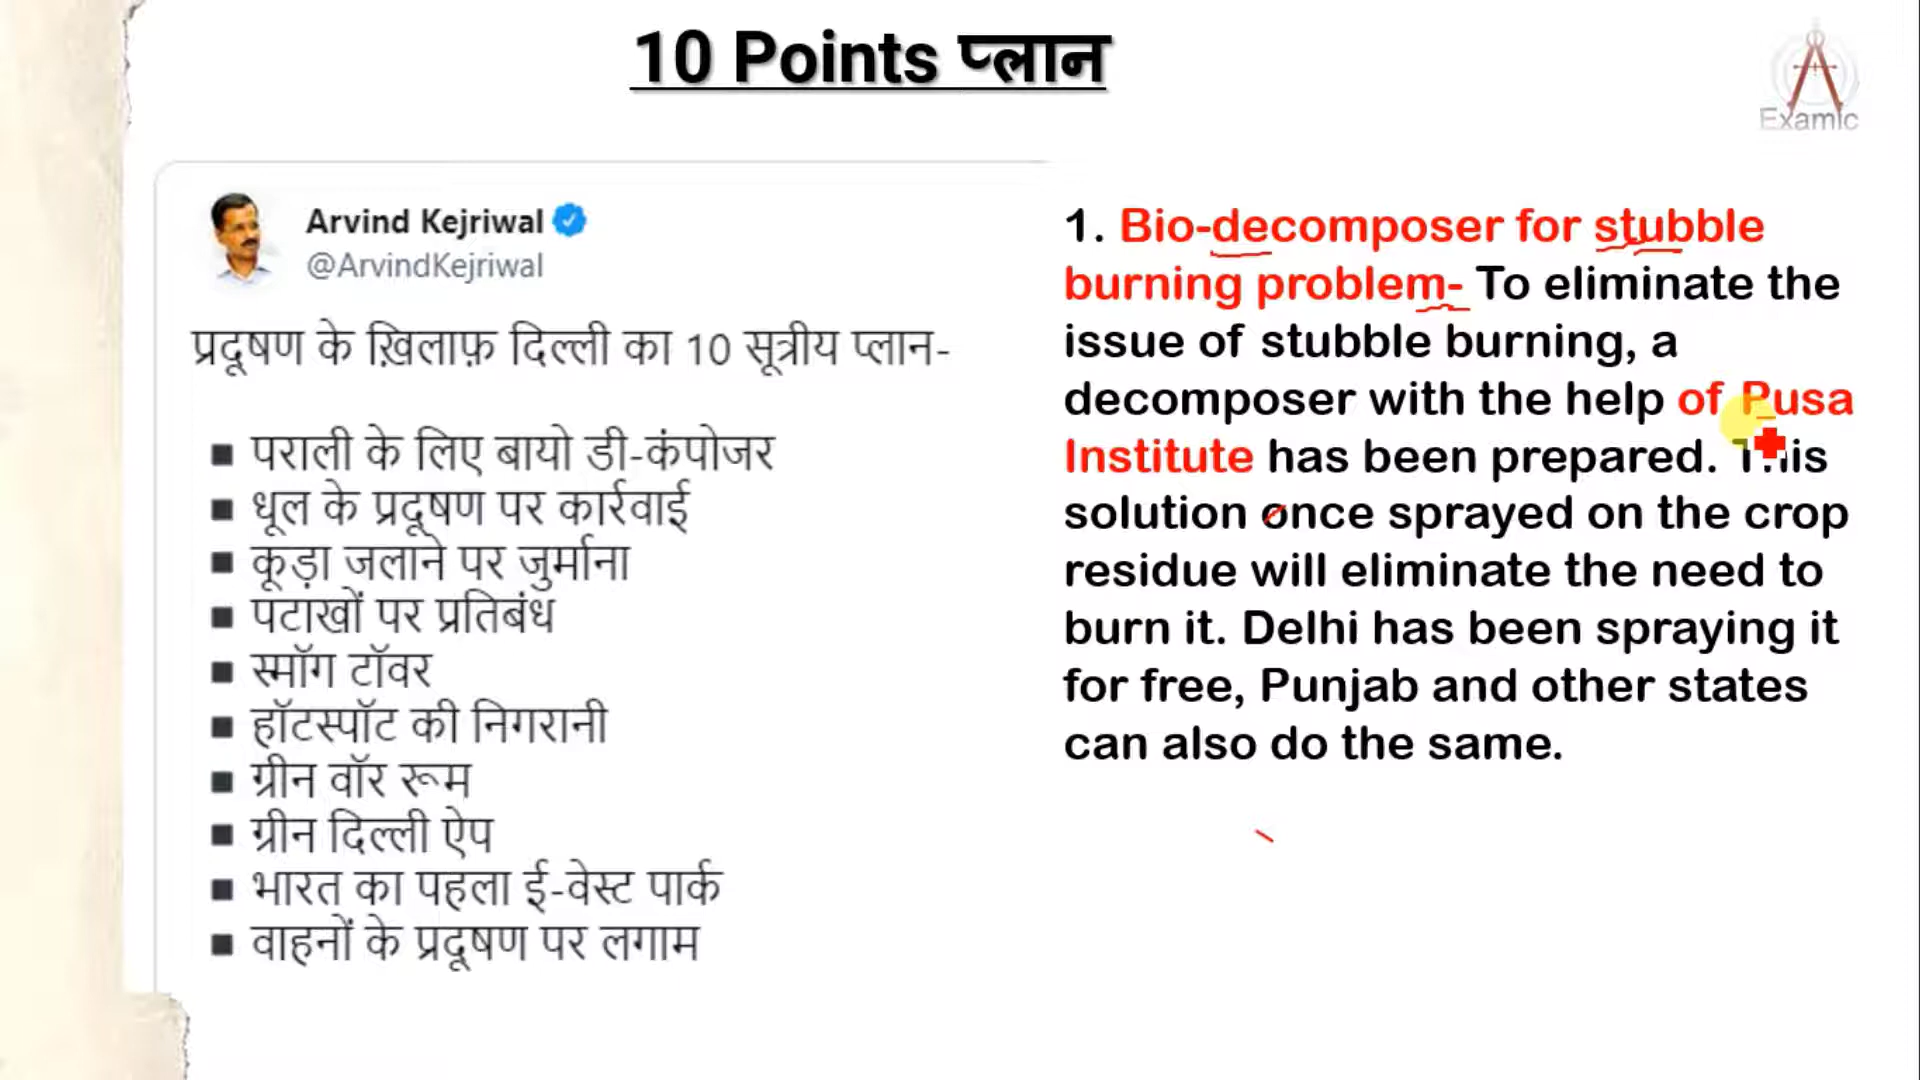 10 Points प्लान
Examic
Arvind Kejriwal
@ArvindKejriwal
प्रदूषण के ख़िलाफ़ दिल्ली का 10 सूत्रीय प्लान-
■ पराली के लिए बायो डी-कंपोजर
■ धूल के प्रदूषण पर कार्रवाई
■ कूड़ा जलाने पर जुर्माना
■ पटाखों पर प्रतिबंध
■ स्मॉग टॉवर
■ हॉटस्पॉट की निगरानी
■ ग्रीन वॉर रूम
■ ग्रीन दिल्ली ऐप
■ भारत का पहला ई-वेस्ट पार्क
■ वाहनों के प्रदूषण पर लगाम
1. Bio-decomposer for stubble
burning problem- To eliminate the
issue of stubble burning, a
decomposer with the help of Pusa
Institute has been prepared. This
solution once sprayed on the crop
residue will eliminate the need to
burn it. Delhi has been spraying it
for free, Punjab and other states
can also do the same.